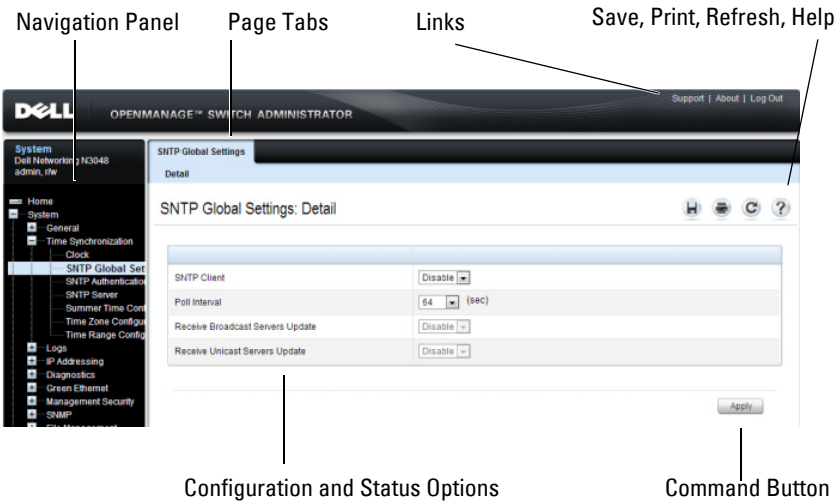 Navigation Panel Page Tabs Links Save, Print, Refresh, Help
Support | About | Log Out
DELL OPENMANAGE™ SWITCH ADMINISTRATOR
System
Dell Networking N3048
admin, r/w
SNTP Global Settings
Detail
Home
System
General
Time Synchronization
Clock
SNTP Global Set
SNTP Authenticatio
SNTP Server
Summer Time Conf
Time Zone Configu
Time Range Config
Logs
IP Addressing
Diagnostics
Green Ethernet
Management Security
SNMP
File Management
SNTP Global Settings: Detail
SNTP Client Disable
Poll Interval 64 (sec)
Receive Broadcast Servers Update Disable
Receive Unicast Servers Update Disable
Apply
Configuration and Status Options Command Button